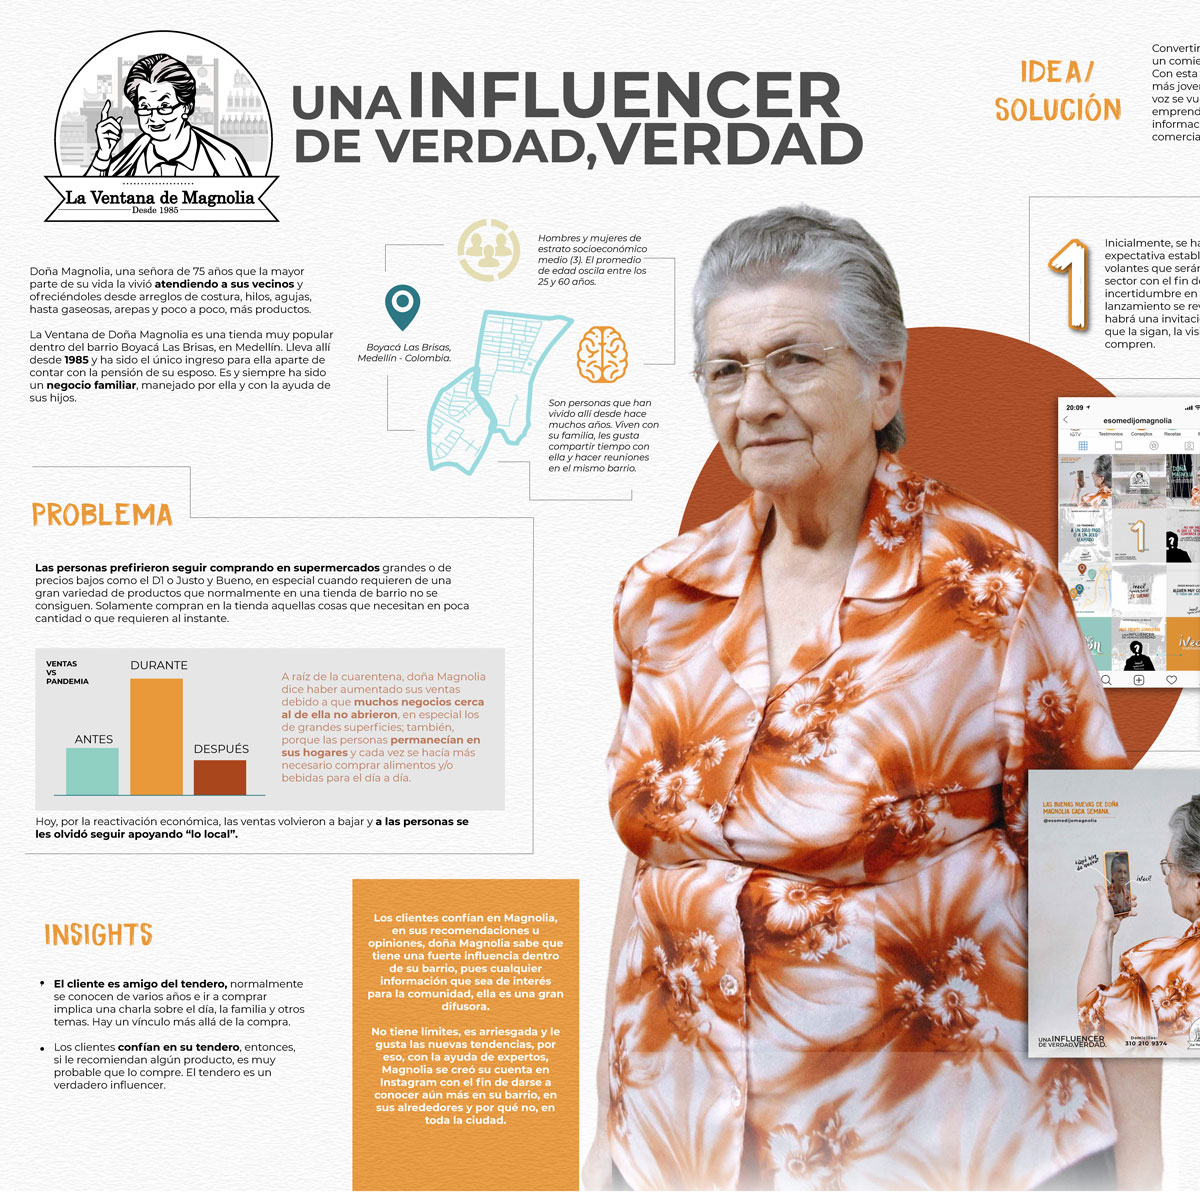 La Ventana de Magnolia
Desde 1985
UNA INFLUENCER
DE VERDAD, VERDAD
IDEA/
SOLUCIÓN
Convertir
un comie
Con esta
más jove
voz se vu
emprend
informac
comercia
Doña Magnolia, una señora de 75 años que la mayor
parte de su vida la vivió atendiendo a sus vecinos y
ofreciéndoles desde arreglos de costura, hilos, agujas,
hasta gaseosas, arepas y poco a poco, más productos.
La Ventana de Doña Magnolia es una tienda muy popular
dentro del barrio Boyacá Las Brisas, en Medellín. Lleva allí
desde 1985 y ha sido el único ingreso para ella aparte de
contar con la pensión de su esposo. Es y siempre ha sido
un negocio familiar, manejado por ella y con la ayuda de
sus hijos.
Hombres y mujeres de
estrato socioeconómico
medio (3). El promedio
de edad oscila entre los
25 y 60 años.
Boyacá Las Brisas,
Medellín - Colombia.
Son personas que han
vivido allí desde hace
muchos años. Viven con
su familia, les gusta
compartir tiempo con
ella y hacer reuniones
en el mismo barrio.
1
Inicialmente, se ha
expectativa establ
volantes que serár
sector con el fin de
incertidumbre en
lanzamiento se rev
habrá una invitaci
que la sigan, la vis
compren.
PROBLEMA
Las personas prefirieron seguir comprando en supermercados grandes o de
precios bajos como el D1 o Justo y Bueno, en especial cuando requieren de una
gran variedad de productos que normalmente en una tienda de barrio no se
consiguen. Solamente compran en la tienda aquellas cosas que necesitan en poca
cantidad o que requieren al instante.
VENTAS
VS
PANDEMIA
DURANTE
ANTES
DESPUÉS
A raíz de la cuarentena, doña Magnolia
dice haber aumentado sus ventas
debido a que muchos negocios cerca
al de ella no abrieron, en especial los
de grandes superficies; también,
porque las personas permanecían en
sus hogares y cada vez se hacía más
necesario comprar alimentos y/o
bebidas para el día a día.
Hoy, por la reactivación económica, las ventas volvieron a bajar y a las personas se
les olvidó seguir apoyando “lo local”.
INSIGHTS
• El cliente es amigo del tendero, normalmente
se conocen de varios años e ir a comprar
implica una charla sobre el día, la familia y otros
temas. Hay un vínculo más allá de la compra.
• Los clientes confían en su tendero, entonces,
si le recomiendan algún producto, es muy
probable que lo compre. El tendero es un
verdadero influencer.
Los clientes confían en Magnolia,
en sus recomendaciones u
opiniones, doña Magnolia sabe que
tiene una fuerte influencia dentro
de su barrio, pues cualquier
información que sea de interés
para la comunidad, ella es una gran
difusora.
No tiene límites, es arriesgada y le
gusta las nuevas tendencias, por
eso, con la ayuda de expertos,
Magnolia se creó su cuenta en
Instagram con el fin de darse a
conocer aún más en su barrio, en
sus alrededores y por qué no, en
toda la ciudad.
20:09
esomedijomagnolia
IGTV Testimonios Consejitos Recetas
1
LAS BUENAS NUEVAS DE DOÑA
MAGNOLIA CADA SEMANA.
@esomedijomagnolia
¡Veci!
UNA INFLUENCER
DE VERDAD, VERDAD.
Domicilios:
310 210 9374